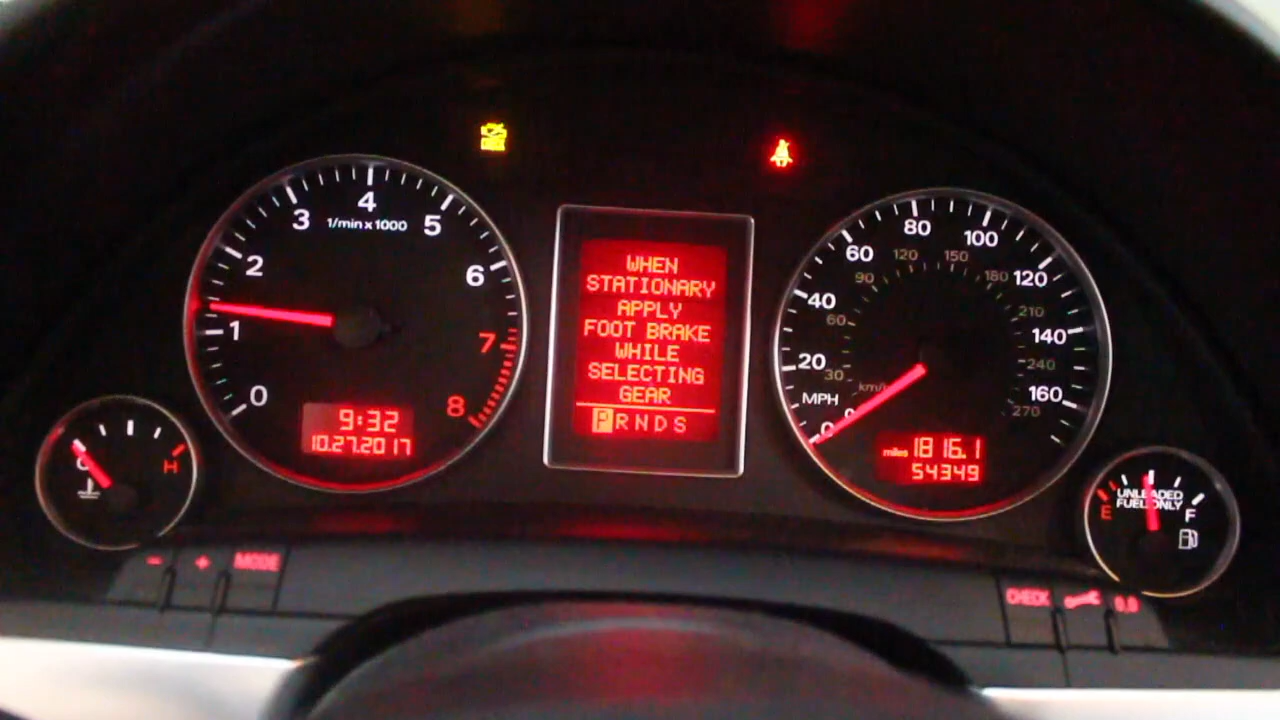 4
3
5
1/min x 1000
2
6
1
7
0
8
9:32
10.27.2017
H
WHEN
STATIONARY
APPLY
FOOT BRAKE
WHILE
SELECTING
GEAR
PRNDS
80
60
100
120
150
90
180
120
40
60
210
140
20
30
240
km/h
MPH
160
0
270
0
miles 1816.1
54349
UNLEADED
FUEL ONLY
E
F
- + MODE
CHECK
0.0